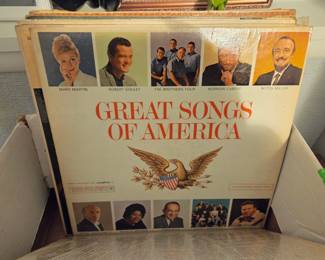 MARY MARTIN ROBERT GOULET THE BROTHERS FOUR NORMAN LUBOFF MITCH MILLER
GREAT SONGS
OF AMERICA